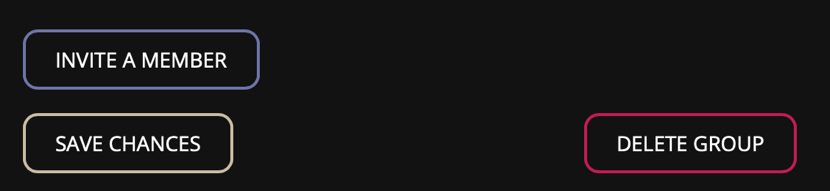 INVITE A MEMBER
SAVE CHANCES
DELETE GROUP